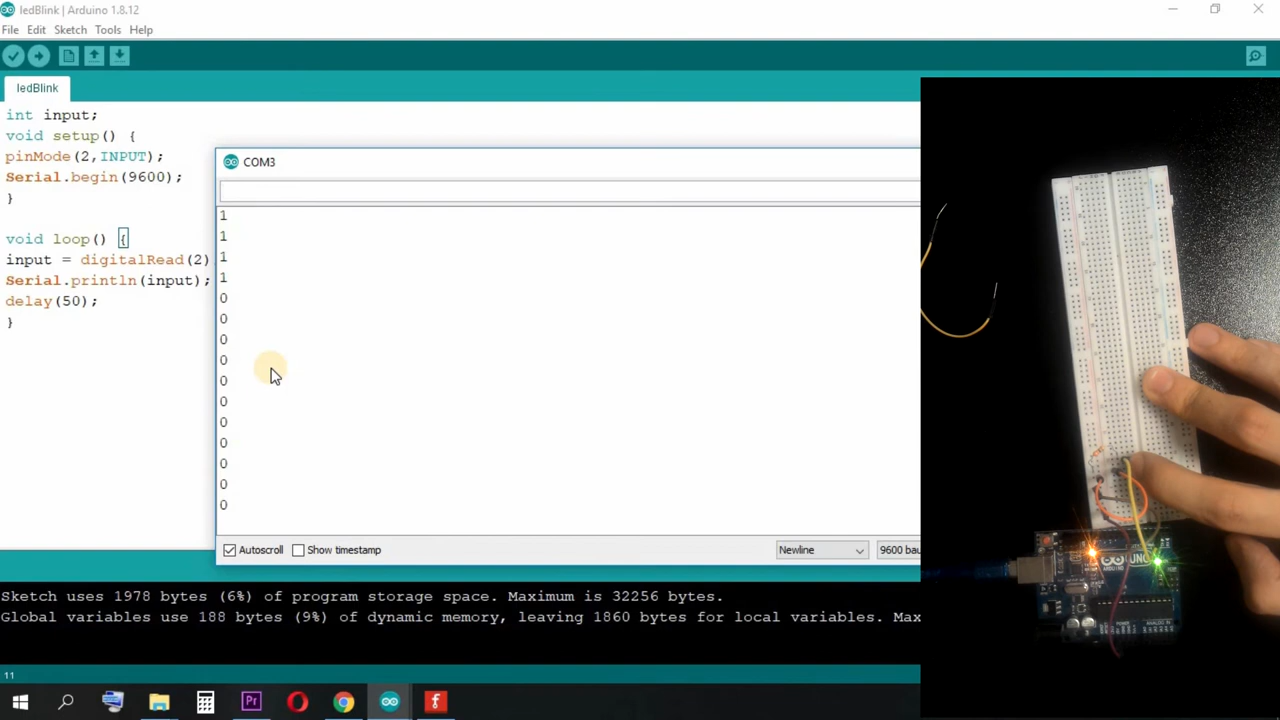 ledBlink | Arduino 1.8.12
File Edit Sketch Tools Help
ledBlink
int input;
void setup() {
pinMode(2,INPUT);
Serial.begin(9600);
}
void loop() {
input = digitalRead(2)
Serial.println(input);
delay(50);
}
COM3
1
1
1
1
0
0
0
0
0
0
0
0
0
0
0
Autoscroll Show timestamp Newline 9600 bau
Sketch uses 1978 bytes (6%) of program storage space. Maximum is 32256 bytes.
Global variables use 188 bytes (9%) of dynamic memory, leaving 1860 bytes for local variables. Max
11
Pr
ARDUINO
UNO